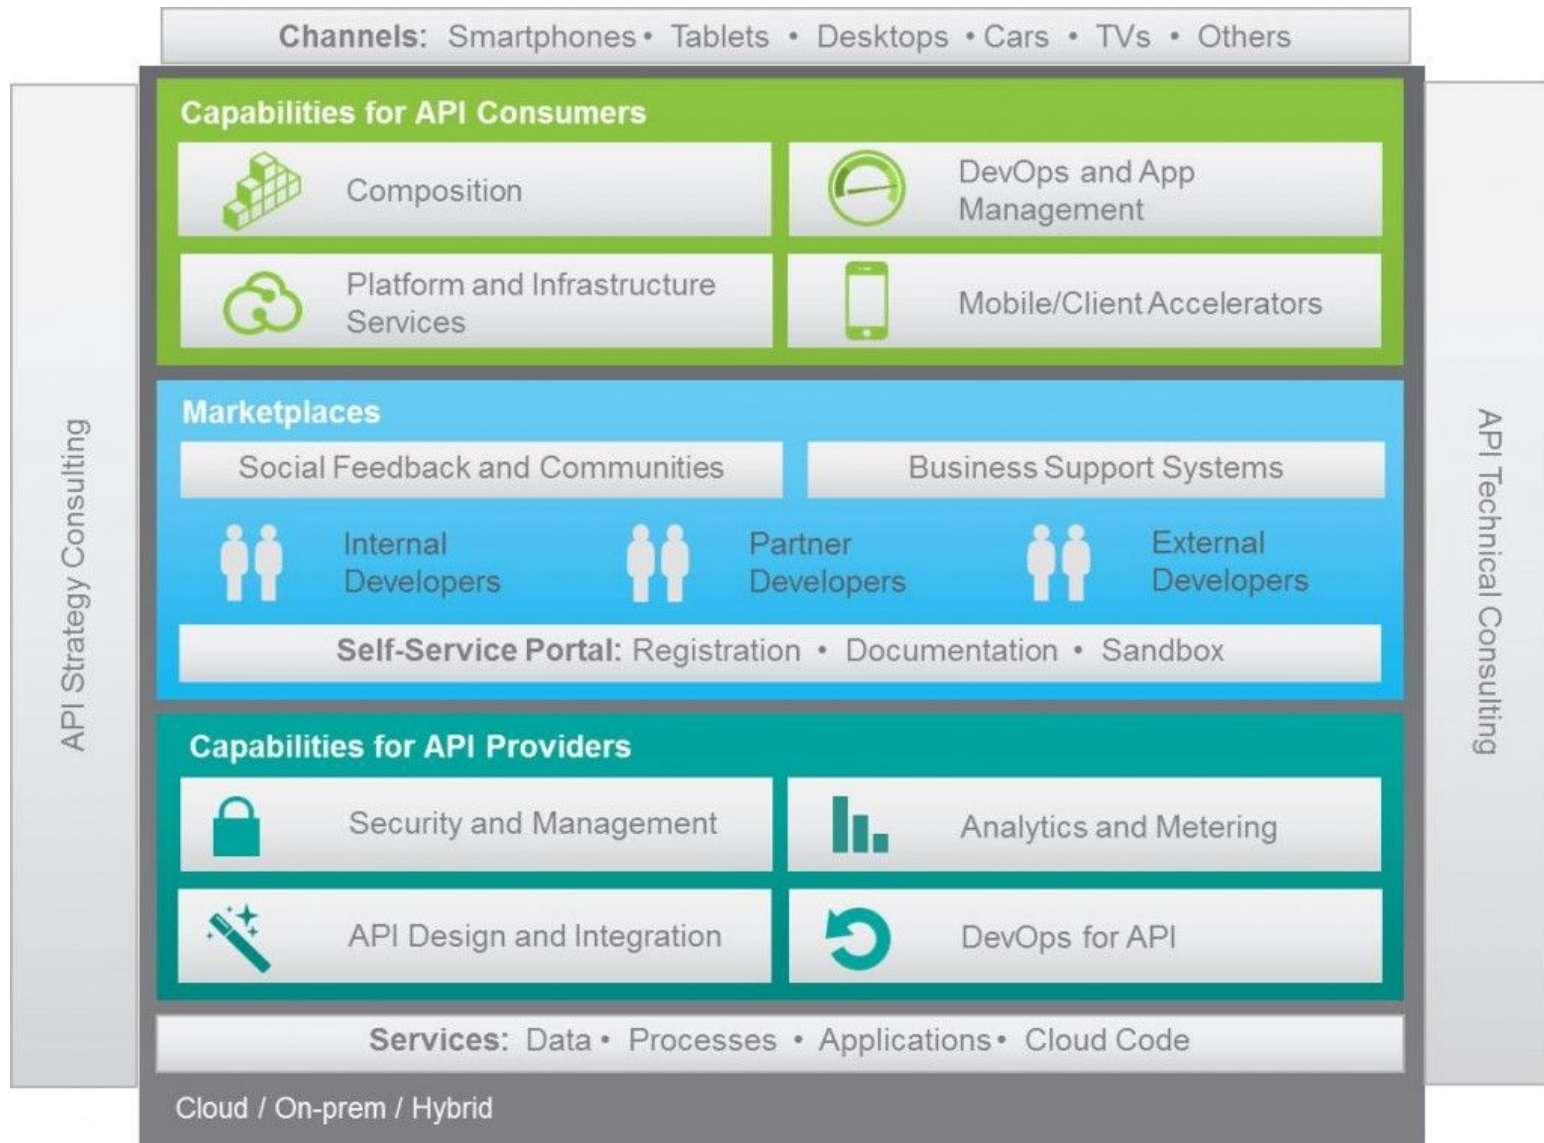 Channels: Smartphones • Tablets • Desktops • Cars • TVs • Others
API Strategy Consulting
Capabilities for API Consumers
Composition
DevOps and App
Management
Platform and Infrastructure
Services
Mobile/Client Accelerators
Marketplaces
Social Feedback and Communities
Business Support Systems
Internal
Developers
Partner
Developers
External
Developers
Self-Service Portal: Registration • Documentation • Sandbox
Capabilities for API Providers
Security and Management
Analytics and Metering
API Design and Integration
DevOps for API
Services: Data • Processes • Applications • Cloud Code
Cloud / On-prem / Hybrid
API Technical Consulting